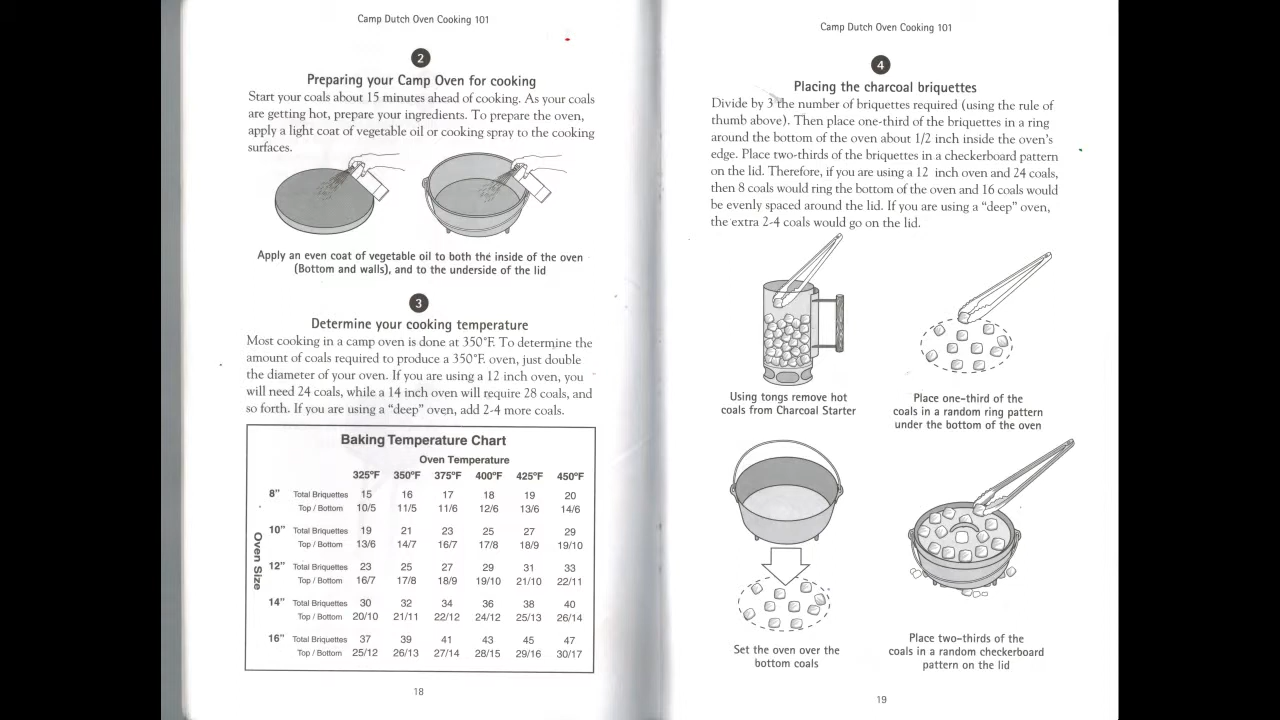 Camp Dutch Oven Cooking 101
2
Preparing your Camp Oven for cooking
Start your coals about 15 minutes ahead of cooking. As your coals
are getting hot, prepare your ingredients. To prepare the oven,
apply a light coat of vegetable oil or cooking spray to the cooking
surfaces.
Apply an even coat of vegetable oil to both the inside of the oven
(Bottom and walls), and to the underside of the lid
3
Determine your cooking temperature
Most cooking in a camp oven is done at 350°F. To determine the
amount of coals required to produce a 350°F. oven, just double
the diameter of your oven. If you are using a 12 inch oven, you
will need 24 coals, while a 14 inch oven will require 28 coals, and
so forth. If you are using a “deep” oven, add 2-4 more coals.
Baking Temperature Chart
Oven Temperature
325ºF 350ºF 375ºF 400ºF 425ºF 450ºF
Oven Size
8” Total Briquettes 15 16 17 18 19 20
Top / Bottom 10/5 11/5 11/6 12/6 13/6 14/6
10” Total Briquettes 19 21 23 25 27 29
Top / Bottom 13/6 14/7 16/7 17/8 18/9 19/10
12” Total Briquettes 23 25 27 29 31 33
Top / Bottom 16/7 17/8 18/9 19/10 21/10 22/11
14” Total Briquettes 30 32 34 36 38 40
Top / Bottom 20/10 21/11 22/12 24/12 25/13 26/14
16” Total Briquettes 37 39 41 43 45 47
Top / Bottom 25/12 26/13 27/14 28/15 29/16 30/17
18
Camp Dutch Oven Cooking 101
4
Placing the charcoal briquettes
Divide by 3 the number of briquettes required (using the rule of
thumb above). Then place one-third of the briquettes in a ring
around the bottom of the oven about 1/2 inch inside the oven’s
edge. Place two-thirds of the briquettes in a checkerboard pattern
on the lid. Therefore, if you are using a 12 inch oven and 24 coals,
then 8 coals would ring the bottom of the oven and 16 coals would
be evenly spaced around the lid. If you are using a “deep” oven,
the extra 2-4 coals would go on the lid.
Using tongs remove hot
coals from Charcoal Starter
Place one-third of the
coals in a random ring pattern
under the bottom of the oven
Set the oven over the
bottom coals
Place two-thirds of the
coals in a random checkerboard
pattern on the lid
19